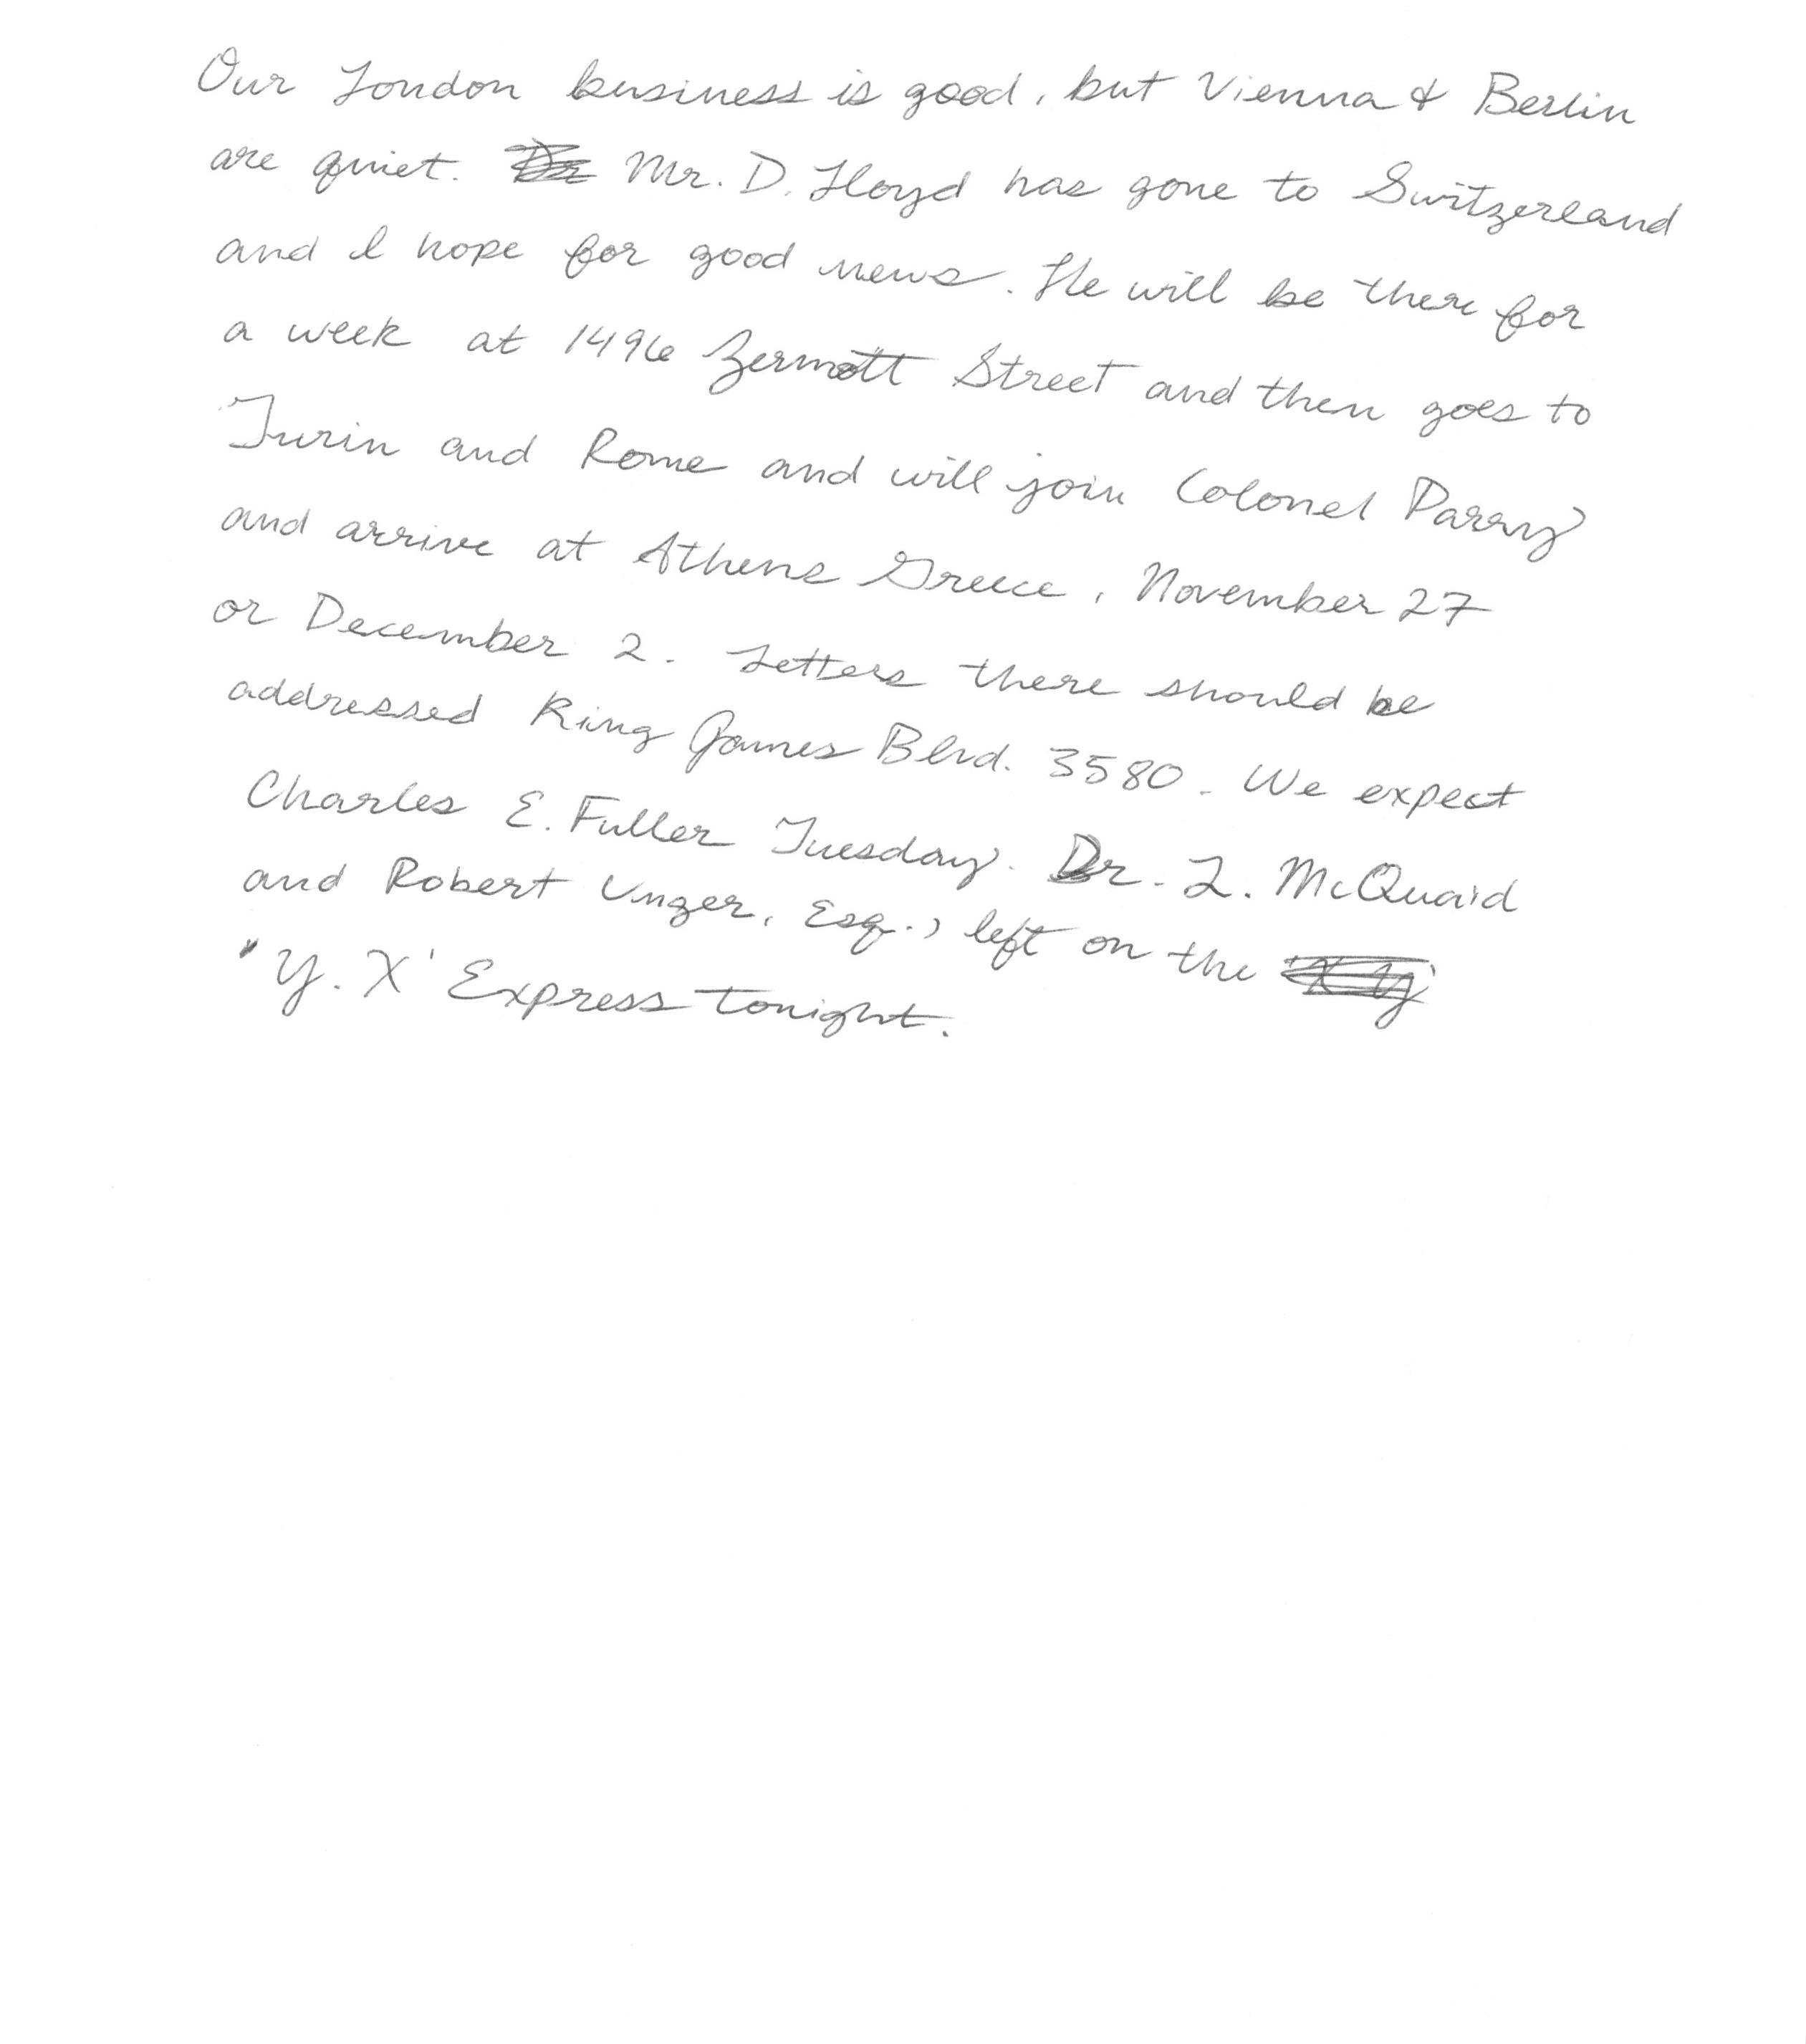 Our London business is good, but Vienna & Berlin
are quiet. Mr. D. Lloyd has gone to Switzerleand
and I hope for good news. He will be there for
a week at 1496 Zermott Street and then goes to
Turin and Rome and will join Colonel Parry
and arrive at Athens Greece, November 27
or December 2. Letters there should be
addressed King James Blvd. 3580. We expect
Charles E. Fuller Tuesday. Dr. L. McQuaid
and Robert Unger, Esq., left on the
"Y. X' Express tonight.